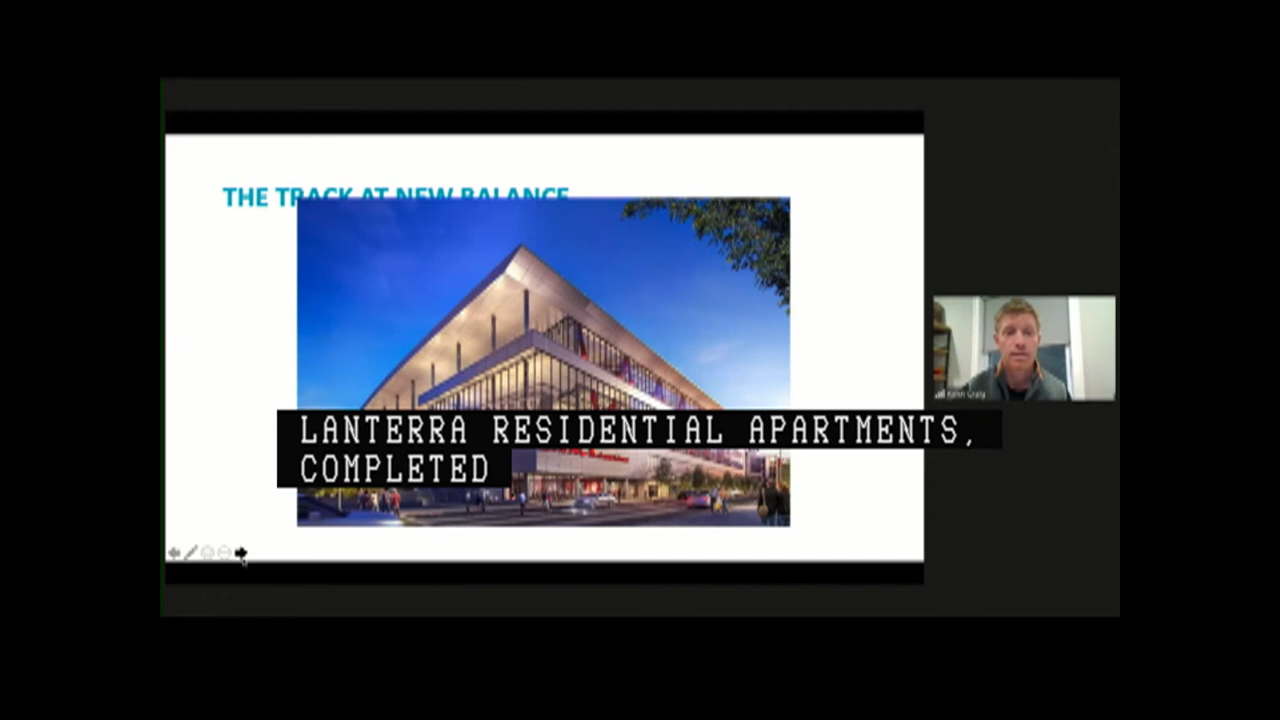 THE TRACK AT NEW BALANCE
LANTERRA RESIDENTIAL APARTMENTS,
COMPLETED